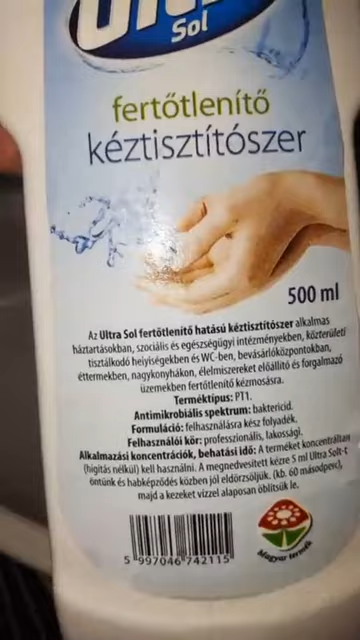 Ultra
Sol
fertőtlenítő
kéztisztítószer
500 ml
Az Ultra Sol fertőtlenítő hatású kéztisztítószer alkalmas
háztartásokban, szociális és egészségügyi intézményekben, közterületi
tisztálkodó helyiségekben és WC-ben, bevásárlóközpontokban,
éttermekben, nagykonyhákon, élelmiszereket előállító és forgalmazó
üzemekben fertőtlenítő kézmosásra.
Terméktípus: PT1.
Antimikrobiális spektrum: baktericid.
Formuláció: felhasználásra kész folyadék.
Felhasználói kör: professzionális, lakossági.
Alkalmazási koncentrációk, behatási idő: A terméket koncentráltan
(hígítás nélkül) kell használni. A megnedvesített kézre 5 ml Ultra Solt-t
öntünk és habképződés közben jól eldörzsöljük. (kb. 60 másodperc),
majd a kezeket vízzel alaposan öblítsük le.
5 997046 742115
Magyar termék